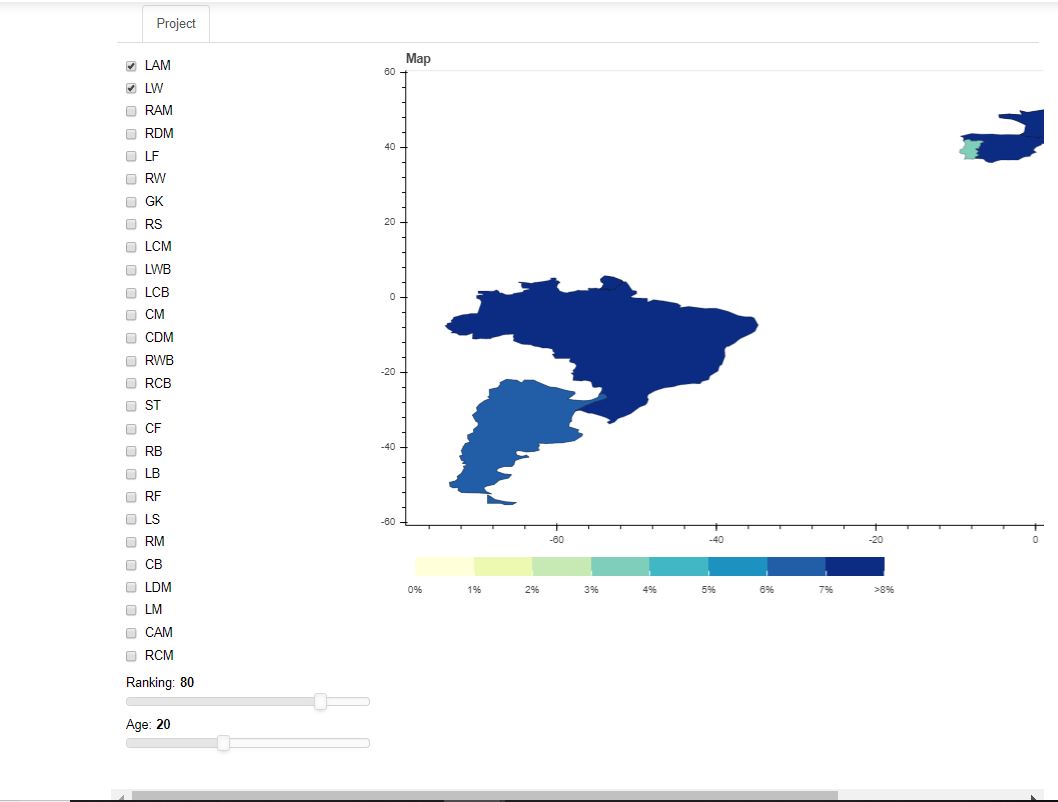 Project
LAM
LW
RAM
RDM
LF
RW
GK
RS
LCM
LWB
LCB
CM
CDM
RWB
RCB
ST
CF
RB
LB
RF
LS
RM
CB
LDM
LM
CAM
RCM
Ranking: 80
Age: 20
Map
60
40
20
0
-20
-40
-60
-60 -40 -20 0
0% 1% 2% 3% 4% 5% 6% 7% >8%